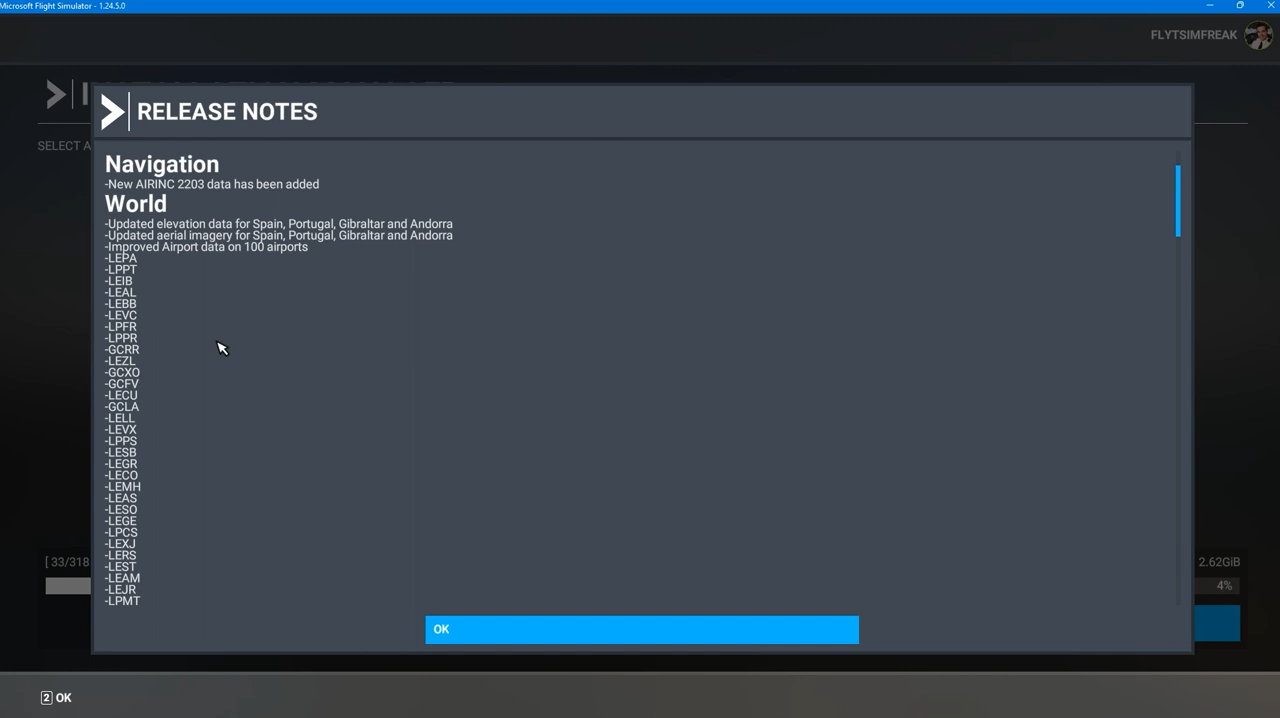 Microsoft Flight Simulator - 1.24.5.0
FLYTSIMFREAK
SELECT A
RELEASE NOTES
Navigation
-New AIRINC 2203 data has been added
World
-Updated elevation data for Spain, Portugal, Gibraltar and Andorra
-Updated aerial imagery for Spain, Portugal, Gibraltar and Andorra
-Improved Airport data on 100 airports
-LEPA
-LPPT
-LEIB
-LEAL
-LEBB
-LEVC
-LPFR
-LPPR
-GCRR
-LEZL
-GCXO
-GCFV
-LECU
-GCLA
-LELL
-LEVX
-LPPS
-LESB
-LEGR
-LECO
-LEMH
-LEAS
-LESO
-LEGE
-LPCS
-LEXJ
-LERS
-LEST
-LEAM
-LEJR
-LPMT
[ 33/318
2.62GiB
4%
OK
2 OK